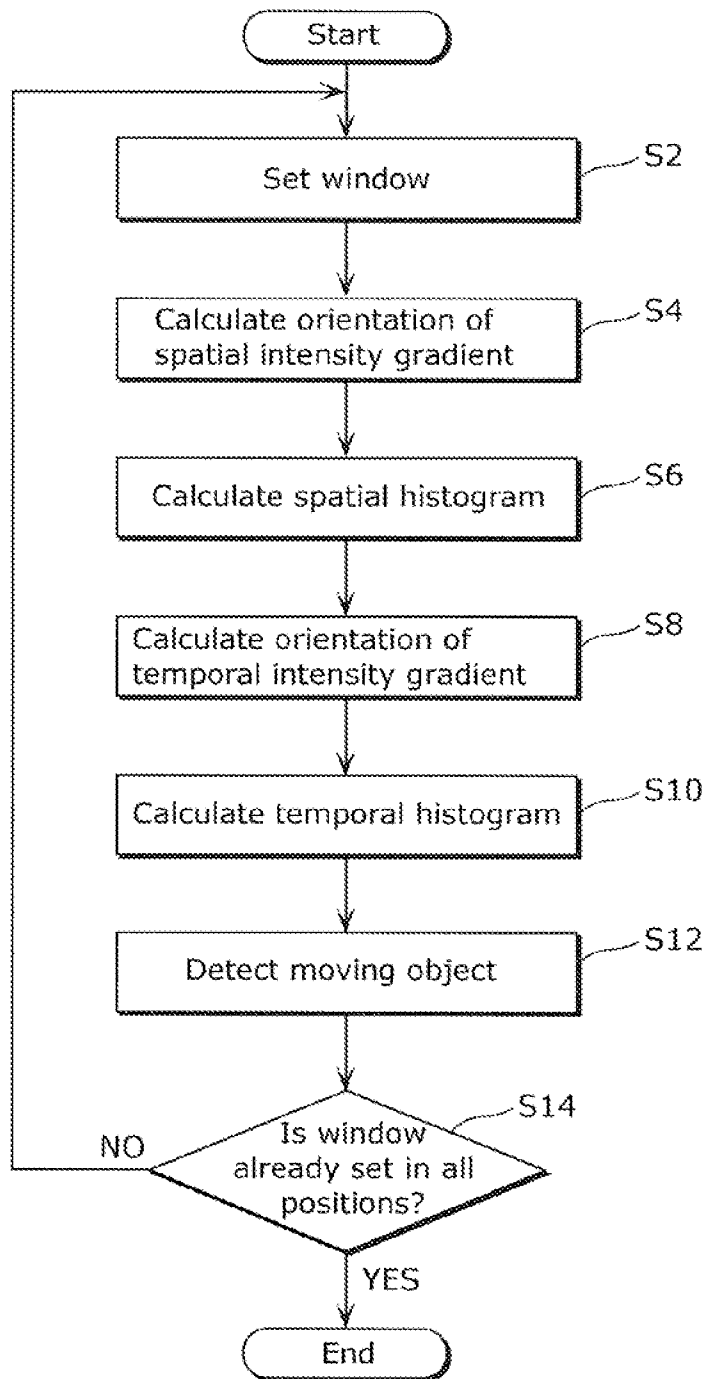 Start
Set window
S2
Calculate orientation of
spatial intensity gradient
S4
Calculate spatial histogram
S6
Calculate orientation of
temporal intensity gradient
S8
Calculate temporal histogram
S10
Detect moving object
S12
S14
Is window
already set in all
positions?
NO
YES
End